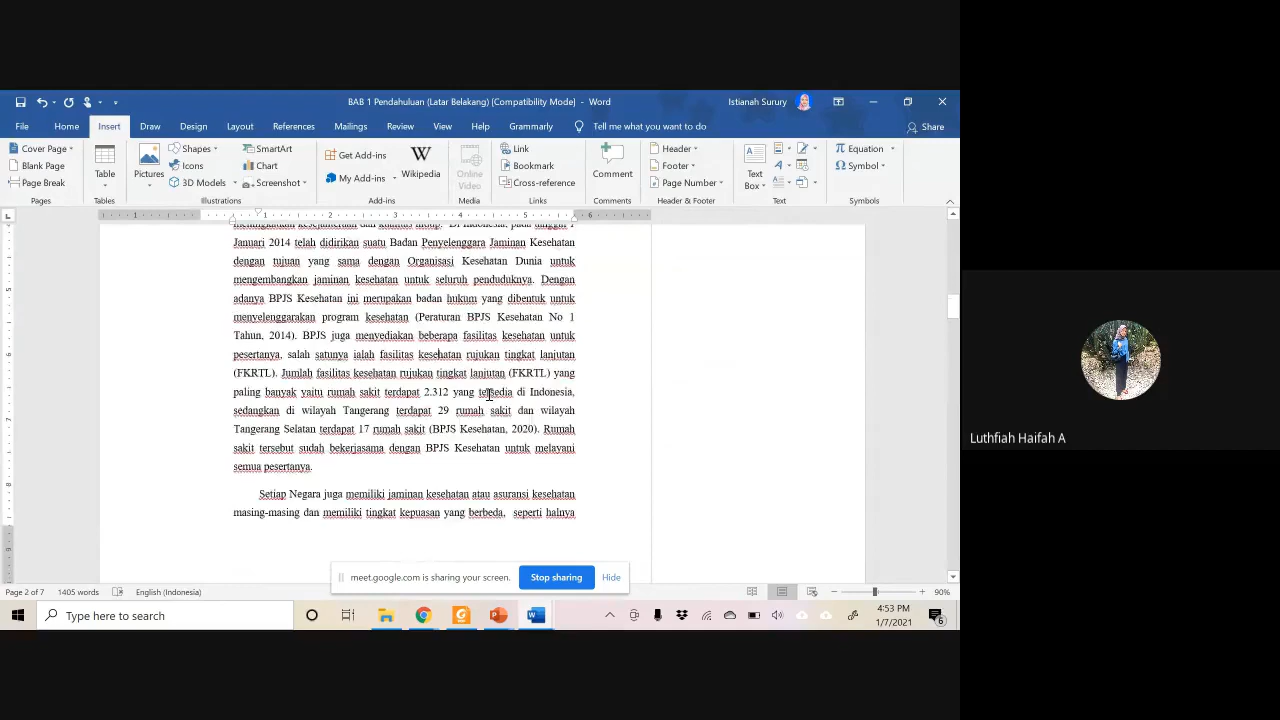 BAB 1 Pendahuluan (Latar Belakang) [Compatibility Mode] - Word
Istianah Surury
File Home Insert Draw Design Layout References Mailings Review View Help Grammarly Tell me what you want to do Share
Cover Page
Blank Page
Page Break
Pages
Table
Tables
Pictures
Shapes
Icons
3D Models
SmartArt
Chart
Screenshot
Illustrations
Get Add-ins
My Add-ins
Wikipedia
Add-ins
Online
Video
Media
Link
Bookmark
Cross-reference
Links
Comment
Comments
Header
Footer
Page Number
Header & Footer
Text
Box
Text
Equation
Symbol
Symbols
Januari 2014 telah didirikan suatu Badan Penyelenggara Jaminan Kesehatan
dengan tujuan yang sama dengan Organisasi Kesehatan Dunia untuk
mengembangkan jaminan kesehatan untuk seluruh penduduknya. Dengan
adanya BPJS Kesehatan ini merupakan badan hukum yang dibentuk untuk
menyelenggarakan program kesehatan (Peraturan BPJS Kesehatan No 1
Tahun, 2014). BPJS juga menyediakan beberapa fasilitas kesehatan untuk
pesertanya, salah satunya ialah fasilitas kesehatan rujukan tingkat lanjutan
(FKRTL). Jumlah fasilitas kesehatan rujukan tingkat lanjutan (FKRTL) yang
paling banyak yaitu rumah sakit terdapat 2.312 yang tersedia di Indonesia,
sedangkan di wilayah Tangerang terdapat 29 rumah sakit dan wilayah
Tangerang Selatan terdapat 17 rumah sakit (BPJS Kesehatan, 2020). Rumah
sakit tersebut sudah bekerjasama dengan BPJS Kesehatan untuk melayani
semua pesertanya.
Setiap Negara juga memiliki jaminan kesehatan atau asuransi kesehatan
masing-masing dan memiliki tingkat kepuasan yang berbeda, seperti halnya
meet.google.com is sharing your screen. Stop sharing Hide
Page 2 of 7 1405 words English (Indonesia) 90%
Type here to search
4:53 PM
1/7/2021
6
Luthfiah Haifah A